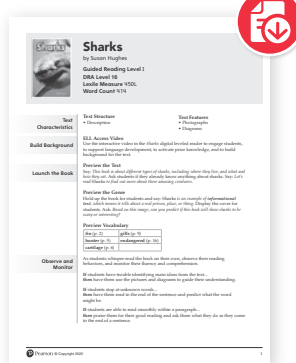 Sharks
Sharks
by Susan Hughes
Guided Reading Level I
DRA Level 16
Lexile Measure 450L
Word Count 414
Text
Characteristics
Text Structure
• Description
Text Features
• Photographs
• Diagrams
Build Background
ELL Access Video
Use the interactive video in the Sharks digital leveled reader to engage students,
to support language development, to activate prior knowledge, and to build
background for the text.
Launch the Book
Preview the Text
Say: This book is about different types of sharks, including where they live, and what and
how they eat. Ask students if they already know anything about sharks. Say: Let's
read Sharks to find out more about these amazing creatures.
Preview the Genre
Hold up the book for students and say: Sharks is an example of informational
text, which means it tells about a real person, place, or thing. Display the cover for
students. Ask: Based on this image, can you predict if this book will show sharks to be
scary or interesting?
Preview Vocabulary
fin (p. 2)
gills (p. 5)
hunter (p. 3)
endangered (p. 16)
cartilage (p. 4)
Observe and
Monitor
As students whisper-read the book on their own, observe their reading
behaviors, and monitor their fluency and comprehension.
If students have trouble identifying main ideas from the text...
then have them use the pictures and diagrams to guide their understanding.
If students stop at unknown words...
then have them read to the end of the sentence and predict what the word
might be.
If students are able to read smoothly within a paragraph...
then praise them for their good reading and ask them what they do as they come
to the end of a sentence.
Pearson © Copyright 2020
1